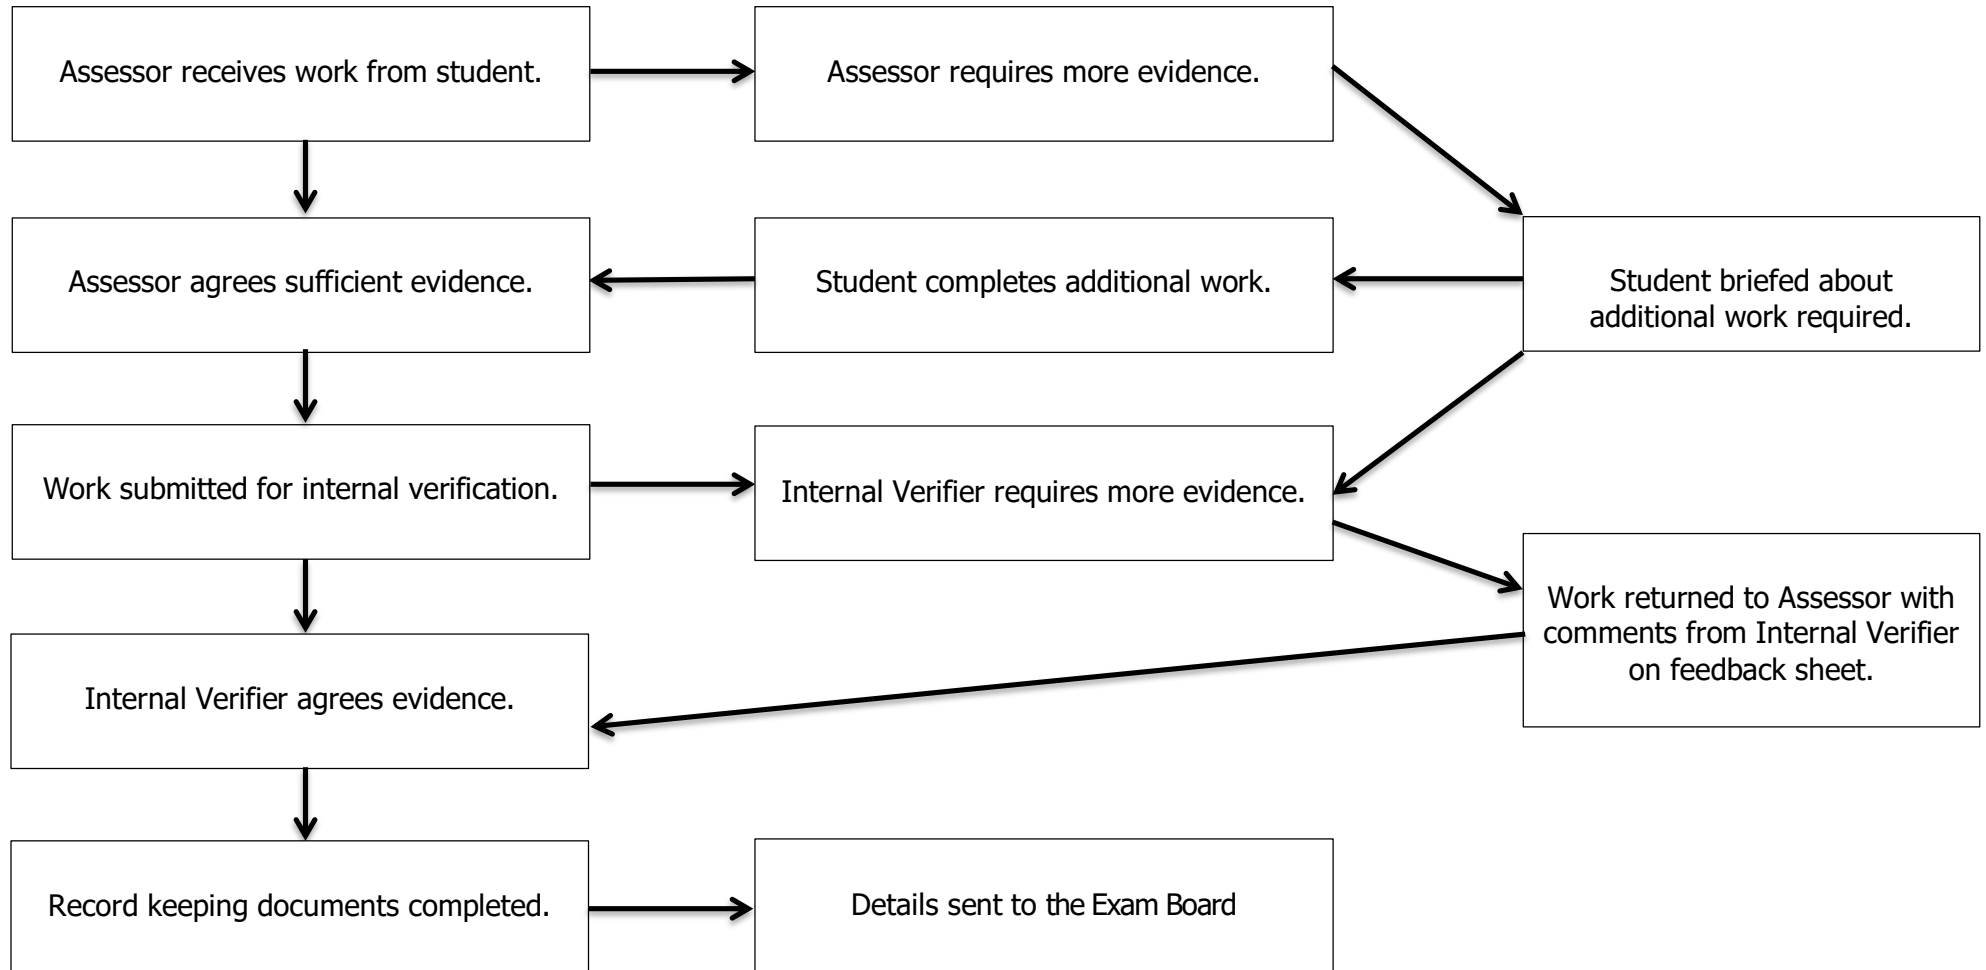 Assessor receives work from student.
Assessor requires more evidence.
Assessor agrees sufficient evidence.
Student completes additional work.
Student briefed about
additional work required.
Work submitted for internal verification.
Internal Verifier requires more evidence.
Work returned to Assessor with
comments from Internal Verifier
on feedback sheet.
Internal Verifier agrees evidence.
Record keeping documents completed.
Details sent to the Exam Board